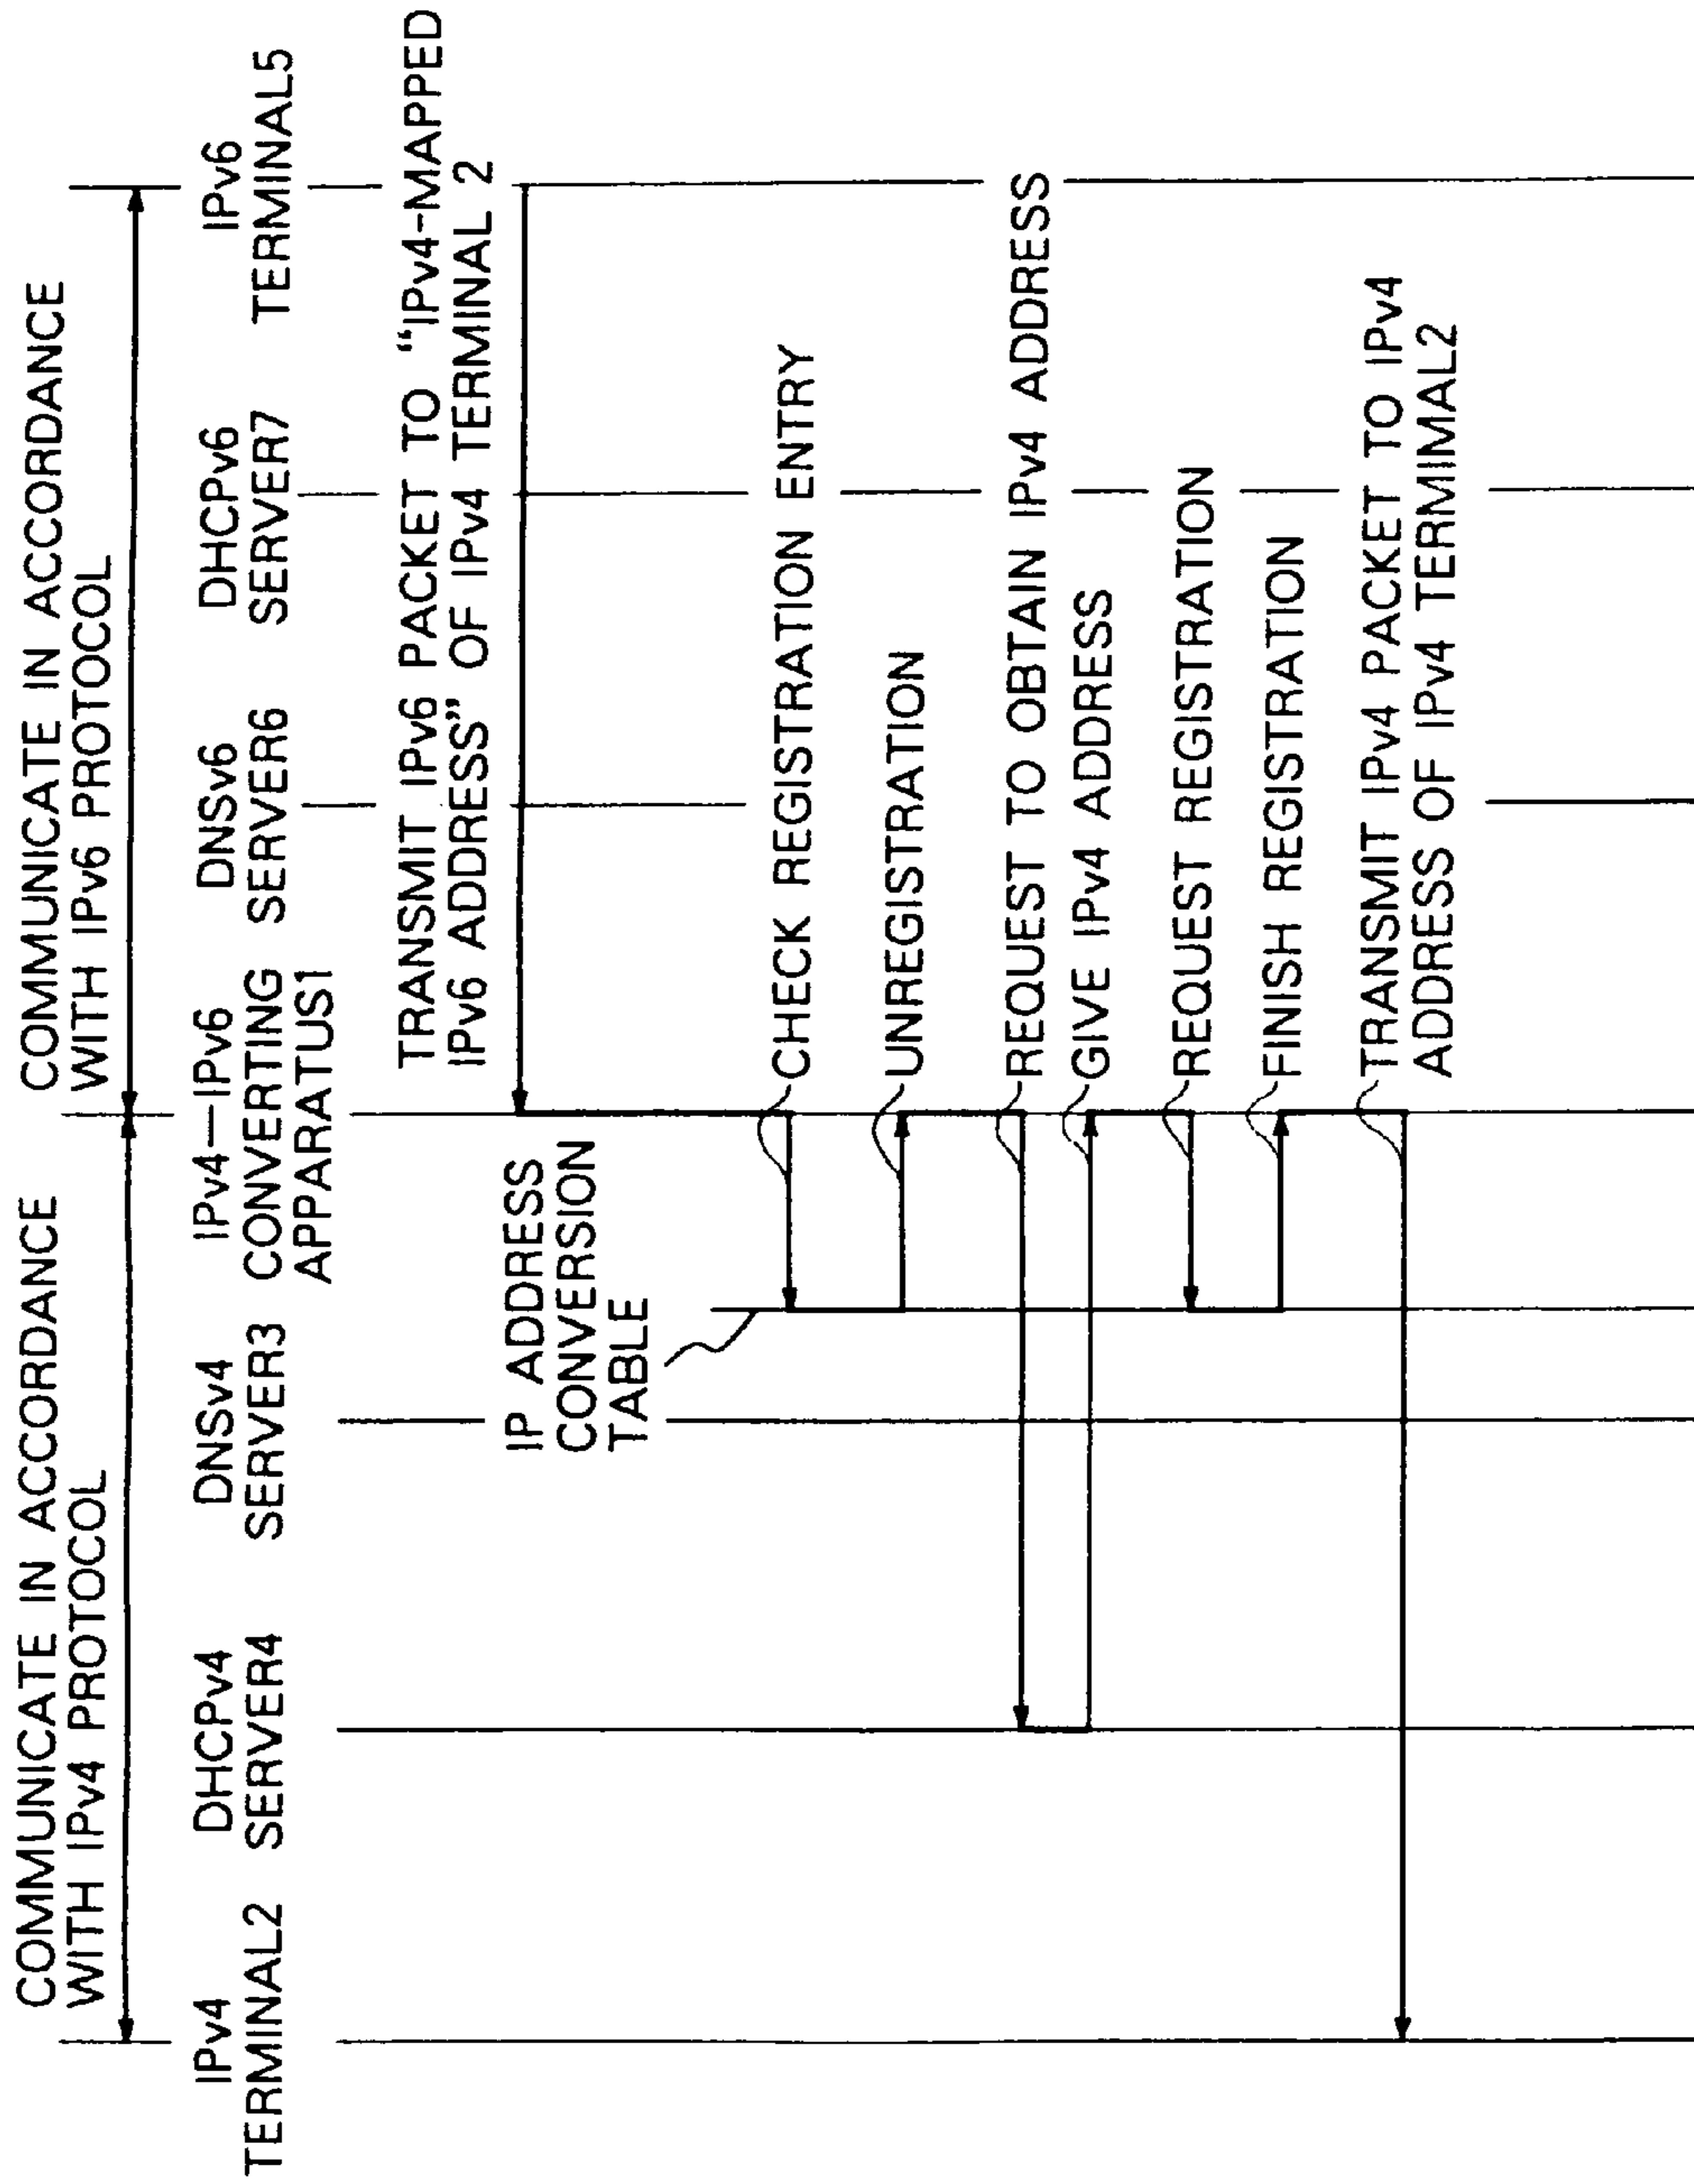 COMMUNICATE IN ACCORDANCE
WITH IPv4 PROTOCOL
COMMUNICATE IN ACCORDANCE
WITH IPv6 PROTOCOL
IPv4
TERMINAL2
DHCPv4
SERVER4
DNSv4
SERVER3
IPv4—IPv6
CONVERTING
APPARATUS1
DNSv6
SERVER6
DHCPv6
SERVER7
IPv6
TERMINAL5
TRANSMIT IPv6 PACKET TO “IPv4-MAPPED
IPv6 ADDRESS” OF IPv4 TERMINAL 2
IP ADDRESS
CONVERSION
TABLE
CHECK REGISTRATION ENTRY
UNREGISTRATION
REQUEST TO OBTAIN IPv4 ADDRESS
GIVE IPv4 ADDRESS
REQUEST REGISTRATION
FINISH REGISTRATION
TRANSMIT IPv4 PACKET TO IPv4
ADDRESS OF IPv4 TERMIMAL2